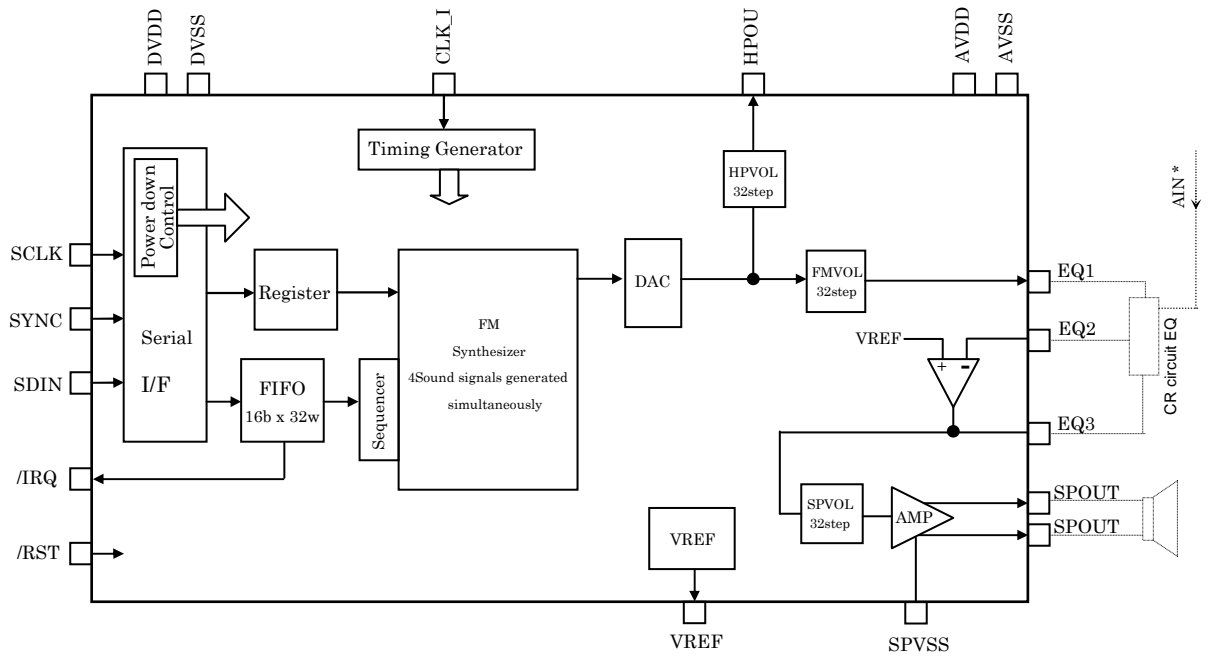 DVDD
DVSS
CLK_I
HPOU
AVDD
AVSS
Timing Generator
Power down
Control
HPVOL
32step
AIN *
SCLK
SYNC
SDIN
/IRQ
/RST
Serial
I/F
Register
FIFO
16b x 32w
Sequencer
FM
Synthesizer
4Sound signals generated
simultaneously
DAC
FMVOL
32step
EQ1
EQ2
VREF
+
-
CR circuit EQ
EQ3
SPVOL
32step
AMP
SPOUT
SPOUT
VREF
VREF
SPVSS